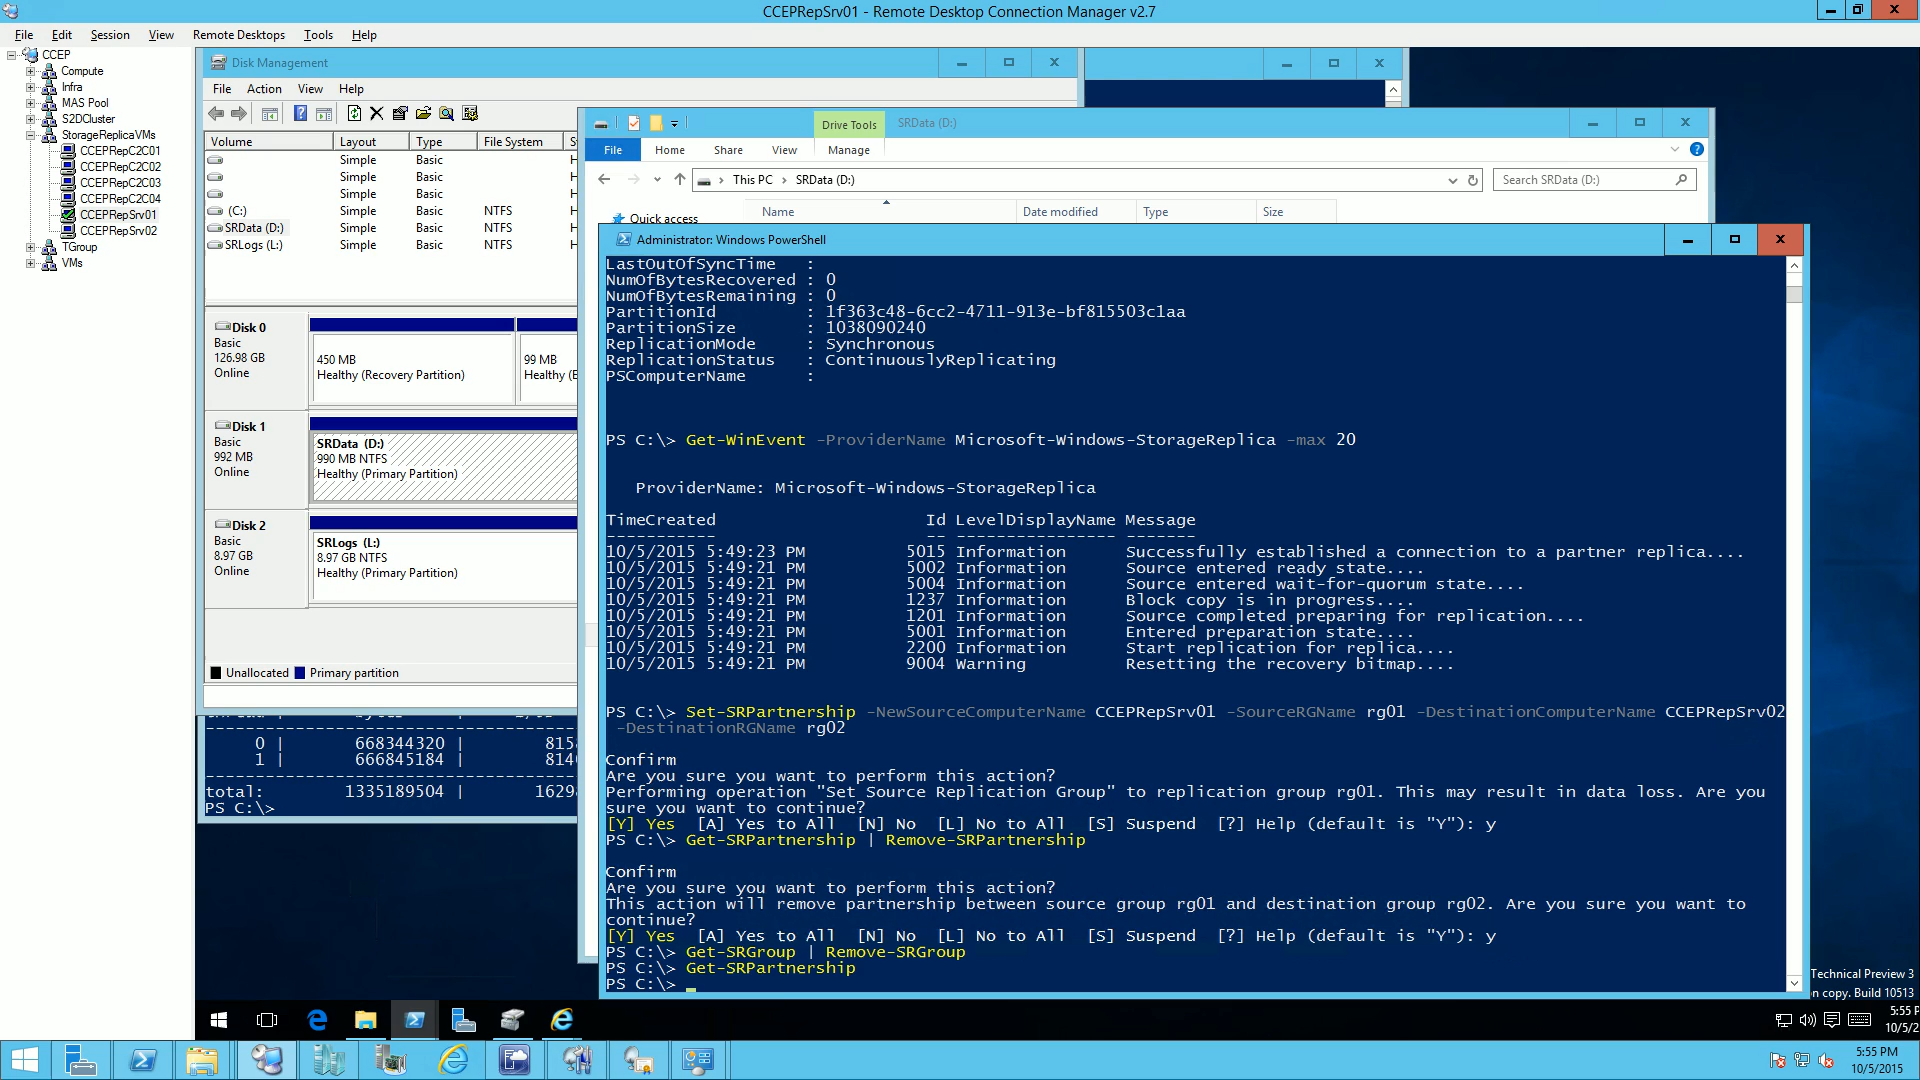 CCEPRepSrv01 - Remote Desktop Connection Manager v2.7
File Edit Session View Remote Desktops Tools Help
CCEP
Compute
Infra
MAS Pool
S2DCluster
StorageReplicaVMs
CCEPRepC2C01
CCEPRepC2C02
CCEPRepC2C03
CCEPRepC2C04
CCEPRepSrv01
CCEPRepSrv02
TGroup
VMs
Disk Management
File Action View Help
Volume Layout Type File System
Simple Basic
Simple Basic
Simple Basic
(C:) Simple Basic NTFS
SRData (D:) Simple Basic NTFS
SRLogs (L:) Simple Basic NTFS
Disk 0
Basic
126.98 GB
Online
450 MB
Healthy (Recovery Partition)
99 MB
Healthy (E
Disk 1
Basic
992 MB
Online
SRData (D:)
990 MB NTFS
Healthy (Primary Partition)
Disk 2
Basic
8.97 GB
Online
SRLogs (L:)
8.97 GB NTFS
Healthy (Primary Partition)
Unallocated Primary partition
0 | 668344320 | 815
1 | 666845184 | 814
total: 1335189504 | 1629
PS C:\>
Drive Tools SRData (D:)
File Home Share View Manage
This PC > SRData (D:)
Search SRData (D:)
Quick access
Name Date modified Type Size
Administrator: Windows PowerShell
LastOutOfSyncTime :
NumOfBytesRecovered : 0
NumOfBytesRemaining : 0
PartitionId : 1f363c48-6cc2-4711-913e-bf815503c1aa
PartitionSize : 1038090240
ReplicationMode : Synchronous
ReplicationStatus : ContinuouslyReplicating
PSComputerName :
PS C:\> Get-WinEvent -ProviderName Microsoft-Windows-StorageReplica -max 20
ProviderName: Microsoft-Windows-StorageReplica
TimeCreated Id LevelDisplayName Message
----------- -- ---------------- -------
10/5/2015 5:49:23 PM 5015 Information Successfully established a connection to a partner replica....
10/5/2015 5:49:21 PM 5002 Information Source entered ready state....
10/5/2015 5:49:21 PM 5004 Information Source entered wait-for-quorum state....
10/5/2015 5:49:21 PM 1237 Information Block copy is in progress....
10/5/2015 5:49:21 PM 1201 Information Source completed preparing for replication....
10/5/2015 5:49:21 PM 5001 Information Entered preparation state....
10/5/2015 5:49:21 PM 2200 Information Start replication for replica....
10/5/2015 5:49:21 PM 9004 Warning Resetting the recovery bitmap....
PS C:\> Set-SRPartnership -NewSourceComputerName CCEPRepSrv01 -SourceRGName rg01 -DestinationComputerName CCEPRepSrv02
-DestinationRGName rg02
Confirm
Are you sure you want to perform this action?
Performing operation "Set Source Replication Group" to replication group rg01. This may result in data loss. Are you
sure you want to continue?
[Y] Yes [A] Yes to All [N] No [L] No to All [S] Suspend [?] Help (default is "Y"): y
PS C:\> Get-SRPartnership | Remove-SRPartnership
Confirm
Are you sure you want to perform this action?
This action will remove partnership between source group rg01 and destination group rg02. Are you sure you want to
continue?
[Y] Yes [A] Yes to All [N] No [L] No to All [S] Suspend [?] Help (default is "Y"): y
PS C:\> Get-SRGroup | Remove-SRGroup
PS C:\> Get-SRPartnership
PS C:\>
Technical Preview 3
n copy. Build 10513
5:55 P
10/5/2
5:55 PM
10/5/2015